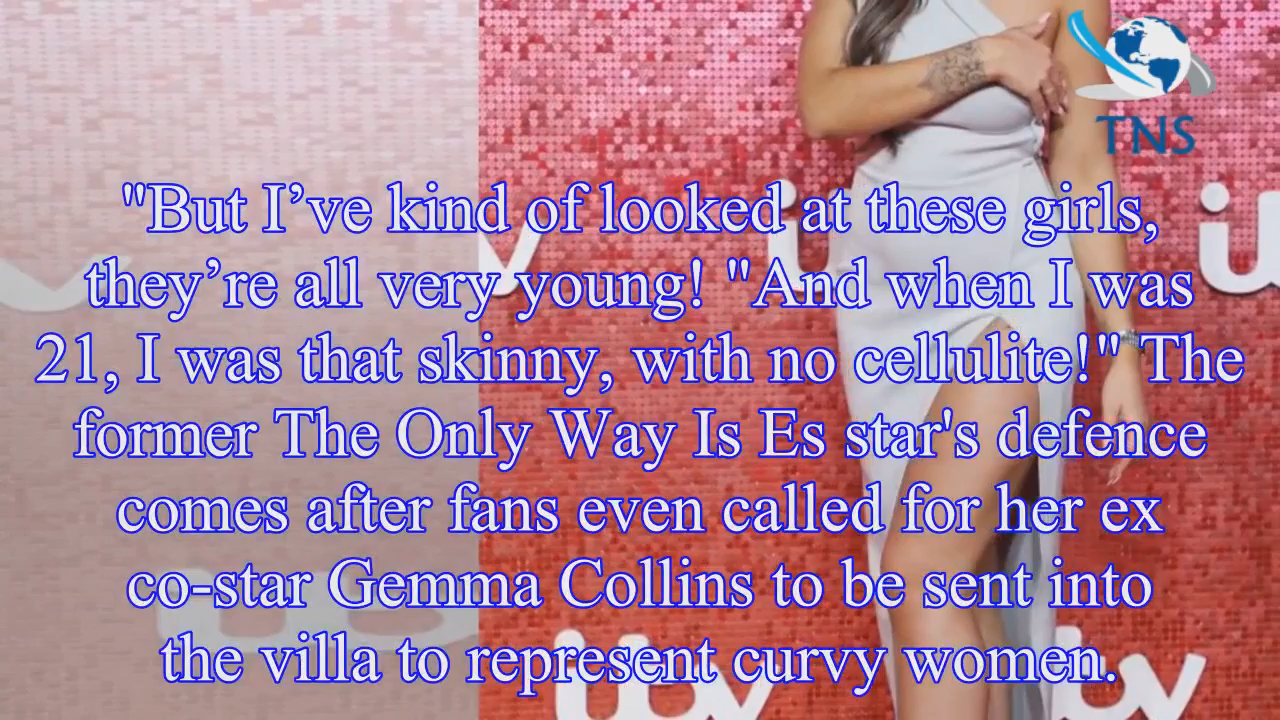 TNS
"But I’ve kind of looked at these girls,
they’re all very young! "And when I was
21, I was that skinny, with no cellulite!" The
former The Only Way Is Es star's defence
comes after fans even called for her ex
co-star Gemma Collins to be sent into
the villa to represent curvy women.
itv
itv